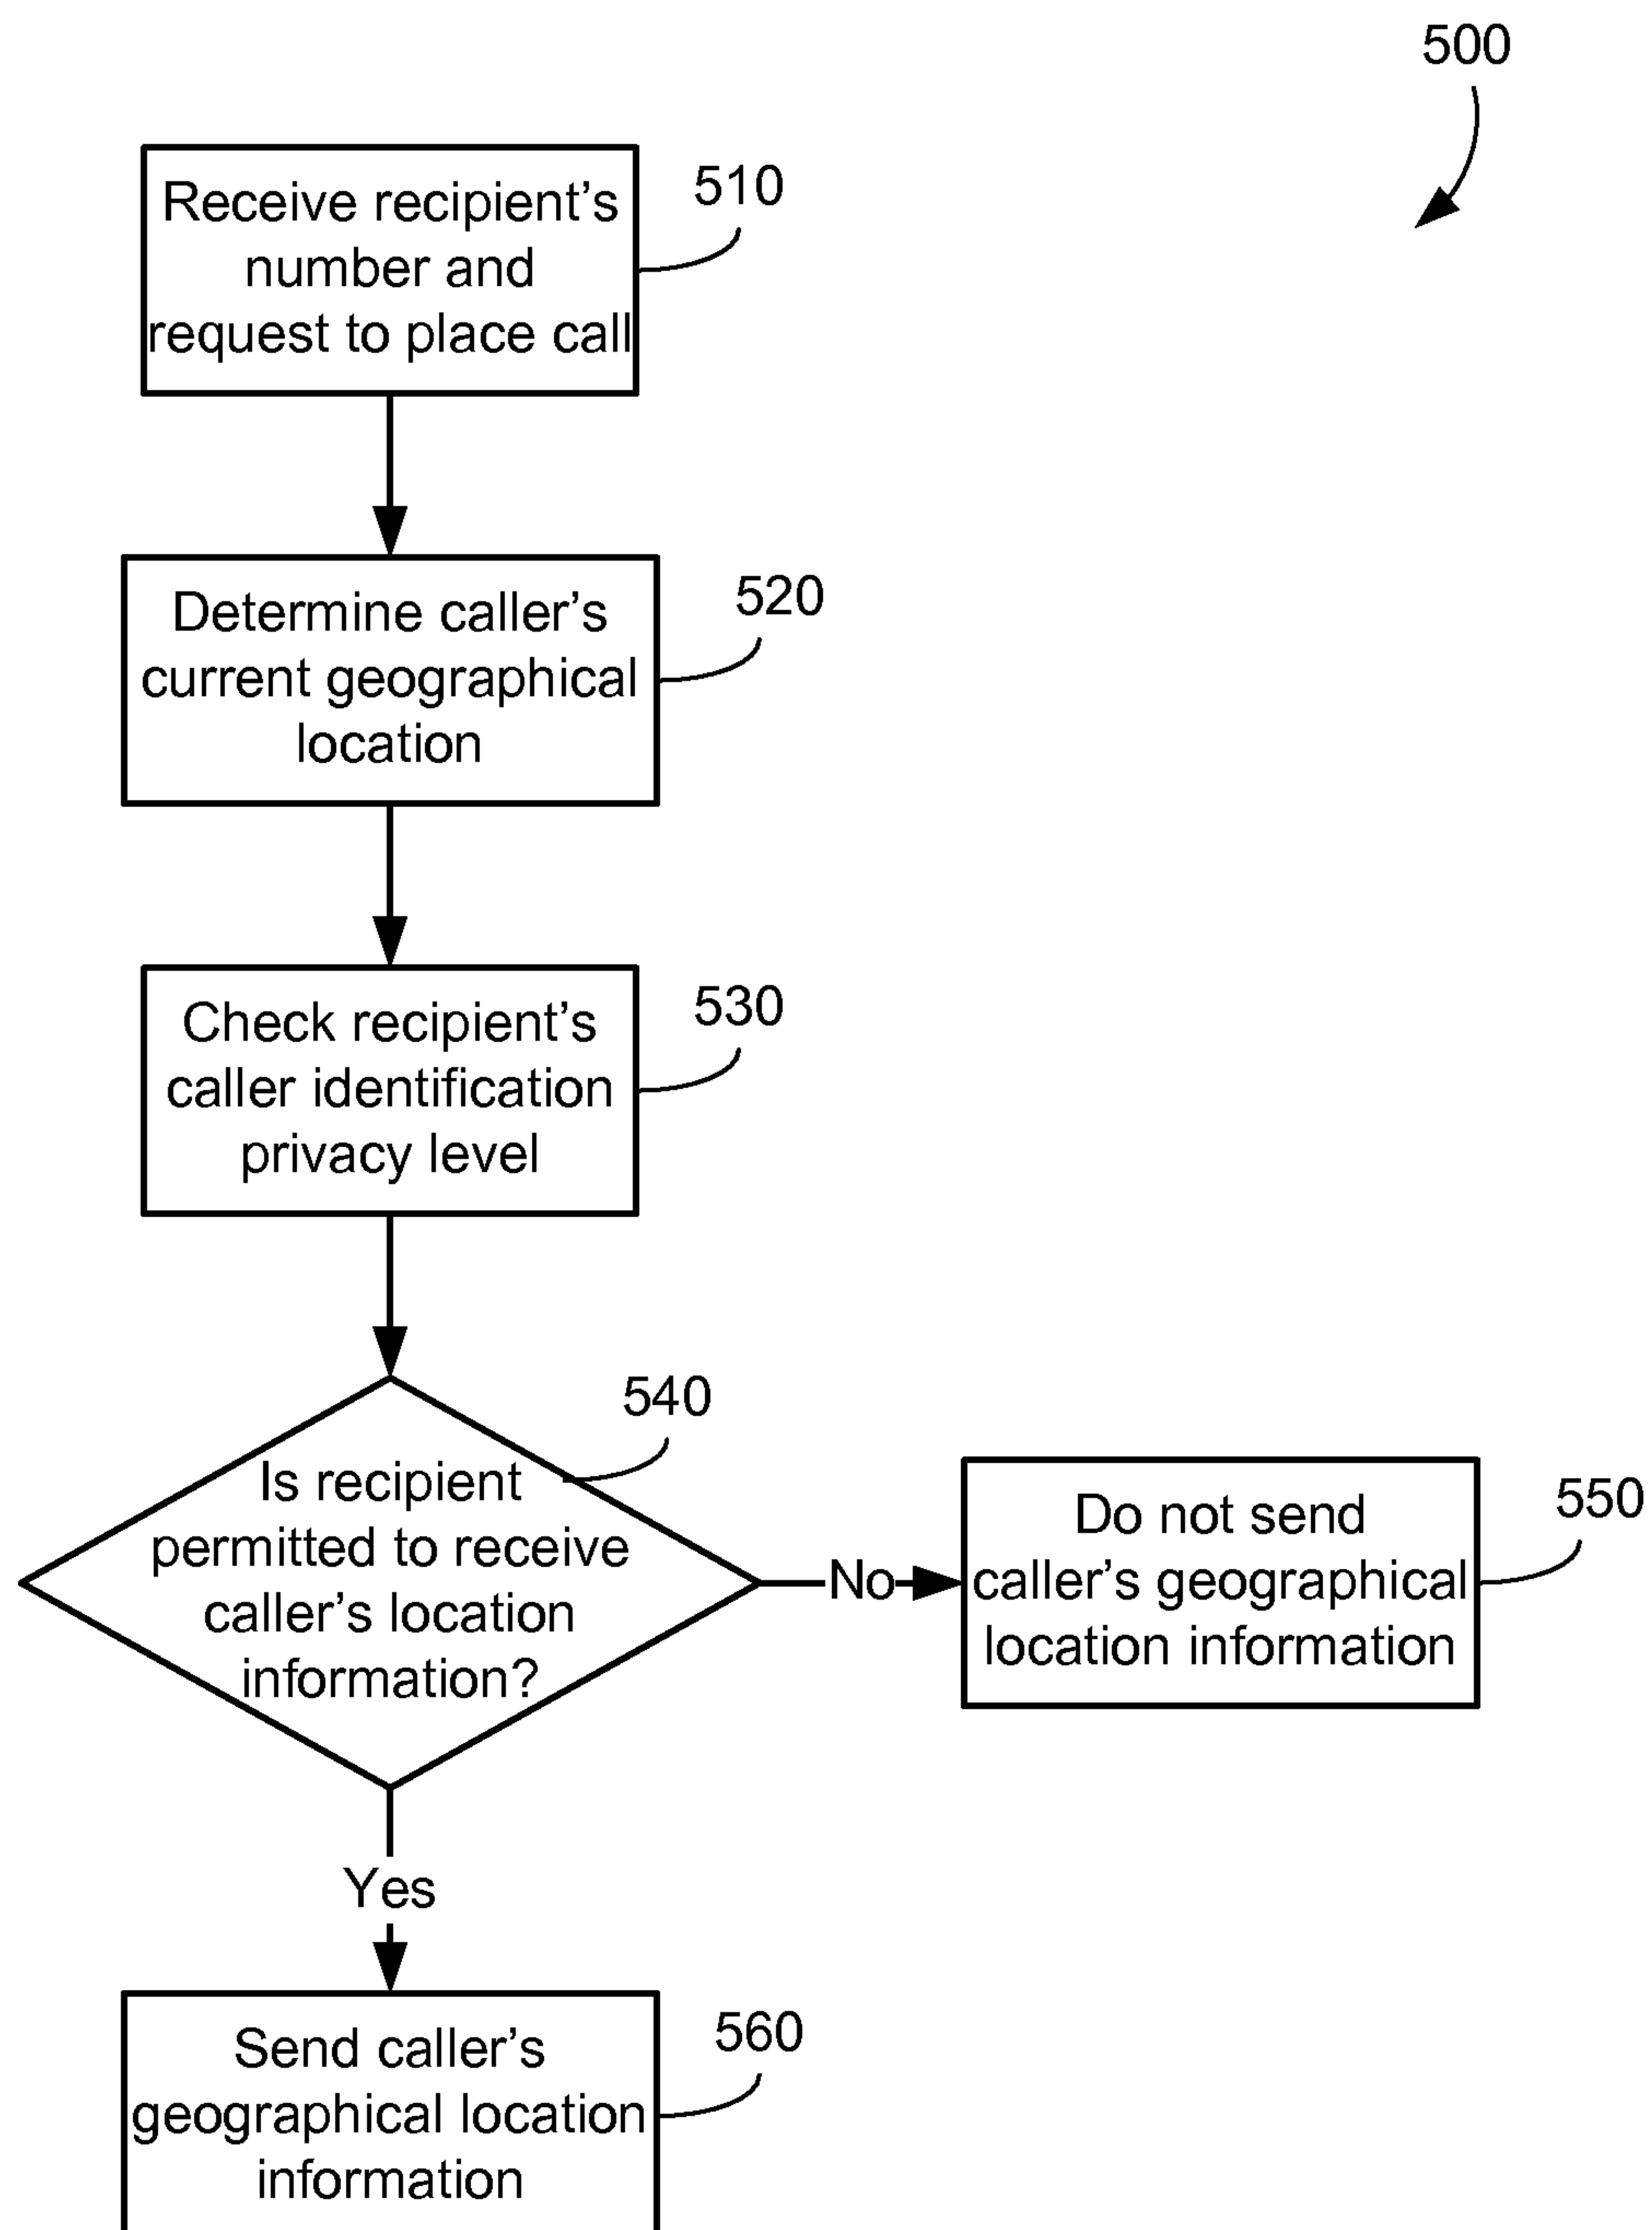 500
Receive recipient’s
number and
request to place call
510
Determine caller’s
current geographical
location
520
Check recipient’s
caller identification
privacy level
530
Is recipient
permitted to receive
caller’s location
information?
540
No
Do not send
caller’s geographical
location information
550
Yes
Send caller’s
geographical location
information
560